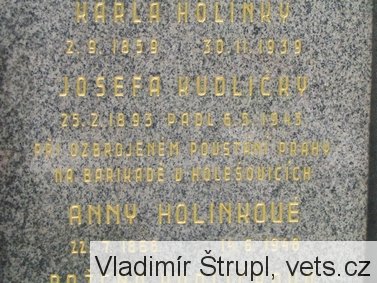 KARLA HOLINKY
2.9.1859 30.11.1939
JOSEFA KUDLIČKY
25.2.1893 PADL 6.5.1945
PŘI OZBROJENÉM POVSTÁNÍ PRAHY
NA BARIKÁDĚ V HOLEŠOVICÍCH
ANNY HOLINKOVÉ
Vladimír Štrupl, vets.cz